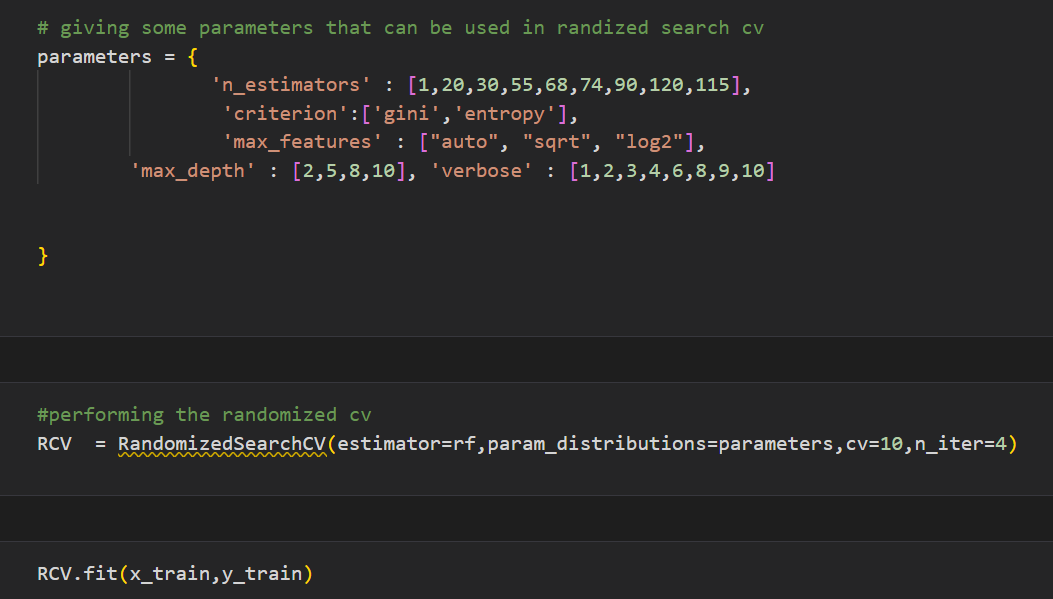 # giving some parameters that can be used in randized search cv
parameters = {
'n_estimators' : [1,20,30,55,68,74,90,120,115],
'criterion':['gini','entropy'],
'max_features' : ["auto", "sqrt", "log2"],
'max_depth' : [2,5,8,10], 'verbose' : [1,2,3,4,6,8,9,10]
}
#performing the randomized cv
RCV  = RandomizedSearchCV(estimator=rf,param_distributions=parameters,cv=10,n_iter=4)
RCV.fit(x_train,y_train)